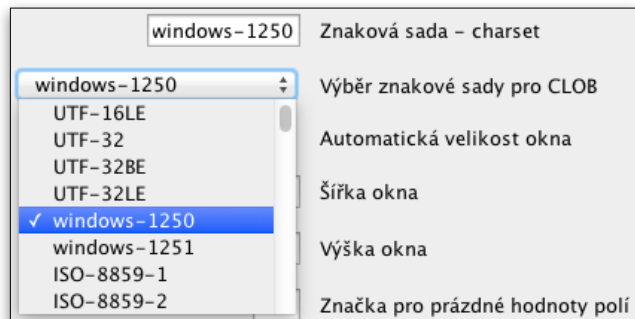 windows-1250 Znaková sada - charset
windows-1250 Výběr znakové sady pro CLOB
UTF-16LE
UTF-32 Automatická velikost okna
UTF-32BE
UTF-32LE Šířka okna
✓ windows-1250
windows-1251 Výška okna
ISO-8859-1
ISO-8859-2 Značka pro prázdné hodnoty polí